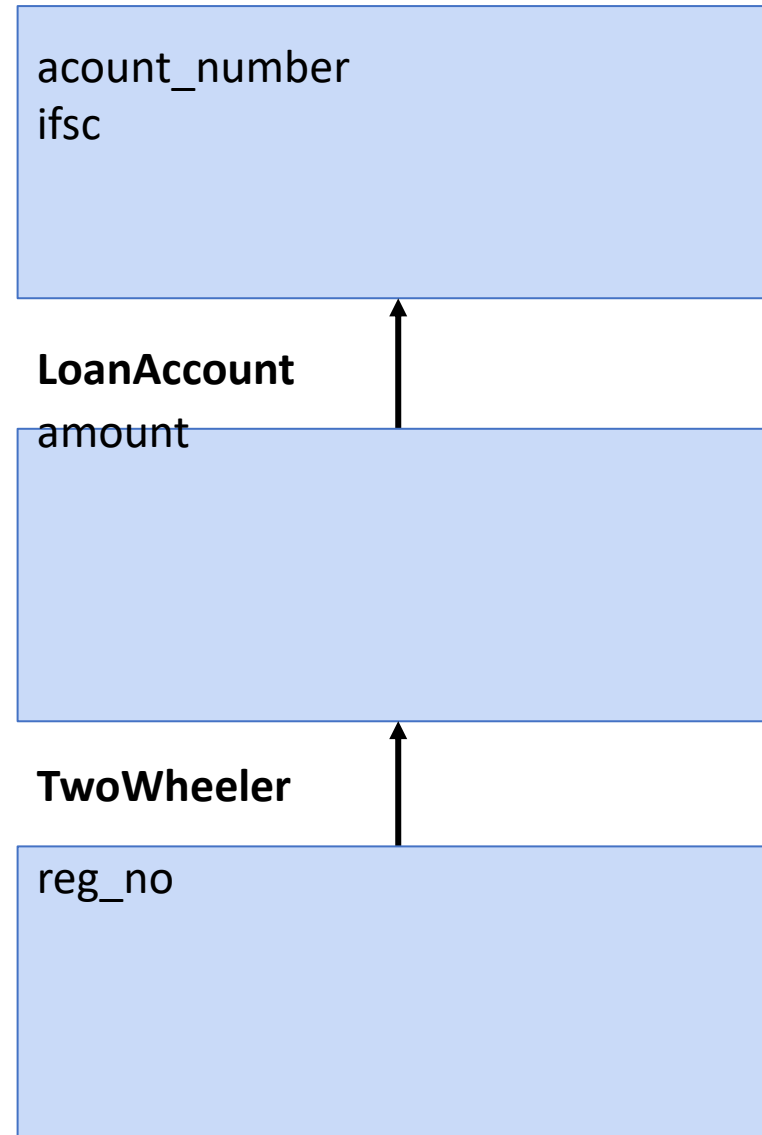 acount_number
ifsc
LoanAccount
amount
TwoWheeler
reg_no